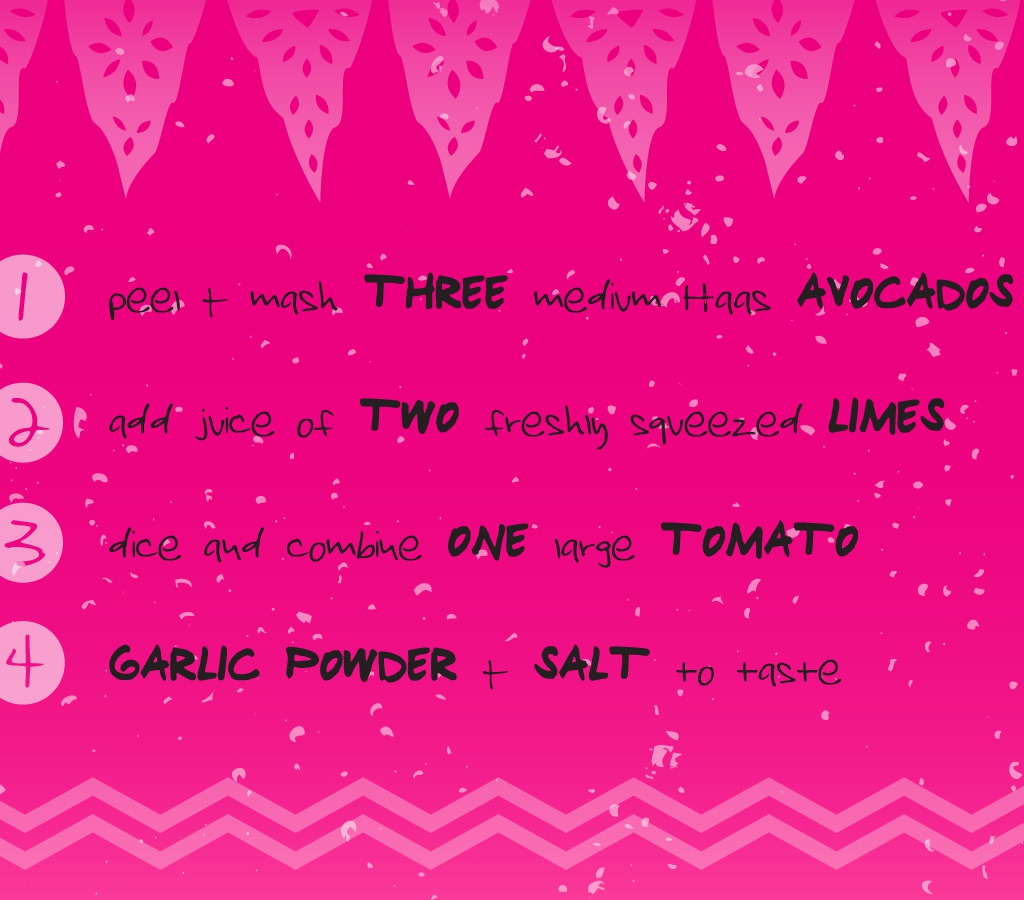 1 peel + mash THREE medium Haas AVOCADOS
2 add juice of TWO freshly squeezed LIMES
3 dice and combine ONE large TOMATO
4 GARLIC POWDER + SALT to taste